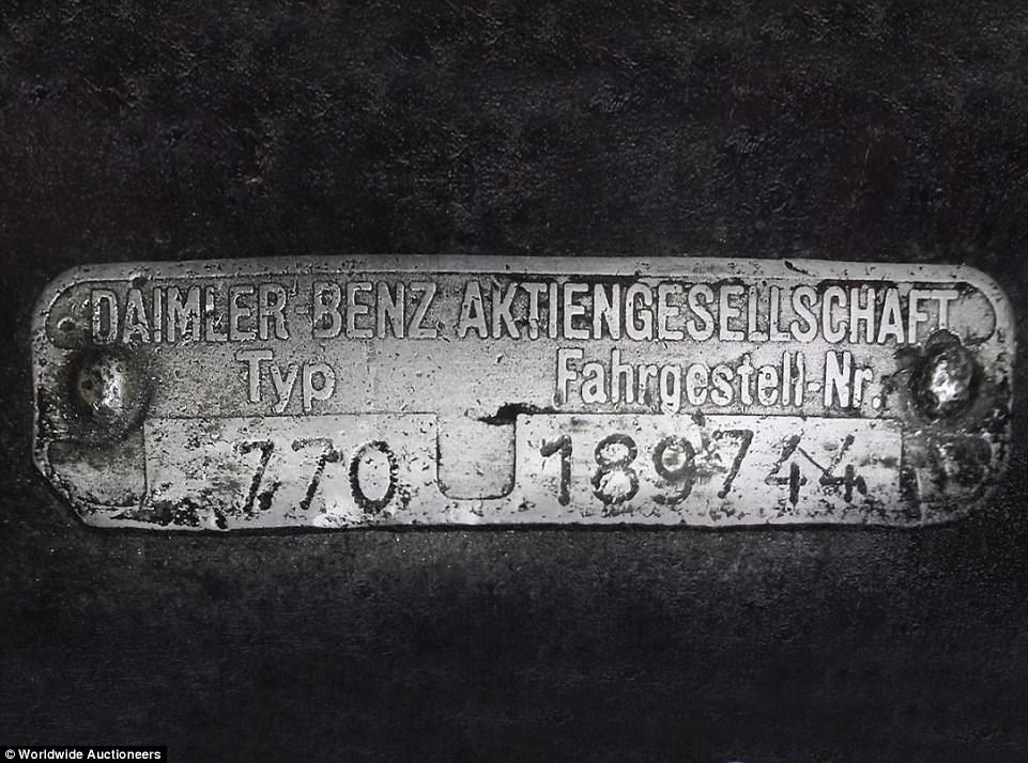 DAIMLER-BENZ AKTIENGESELLSCHAFT
Typ Fahrgestell-Nr.
770 189744
© Worldwide Auctioneers